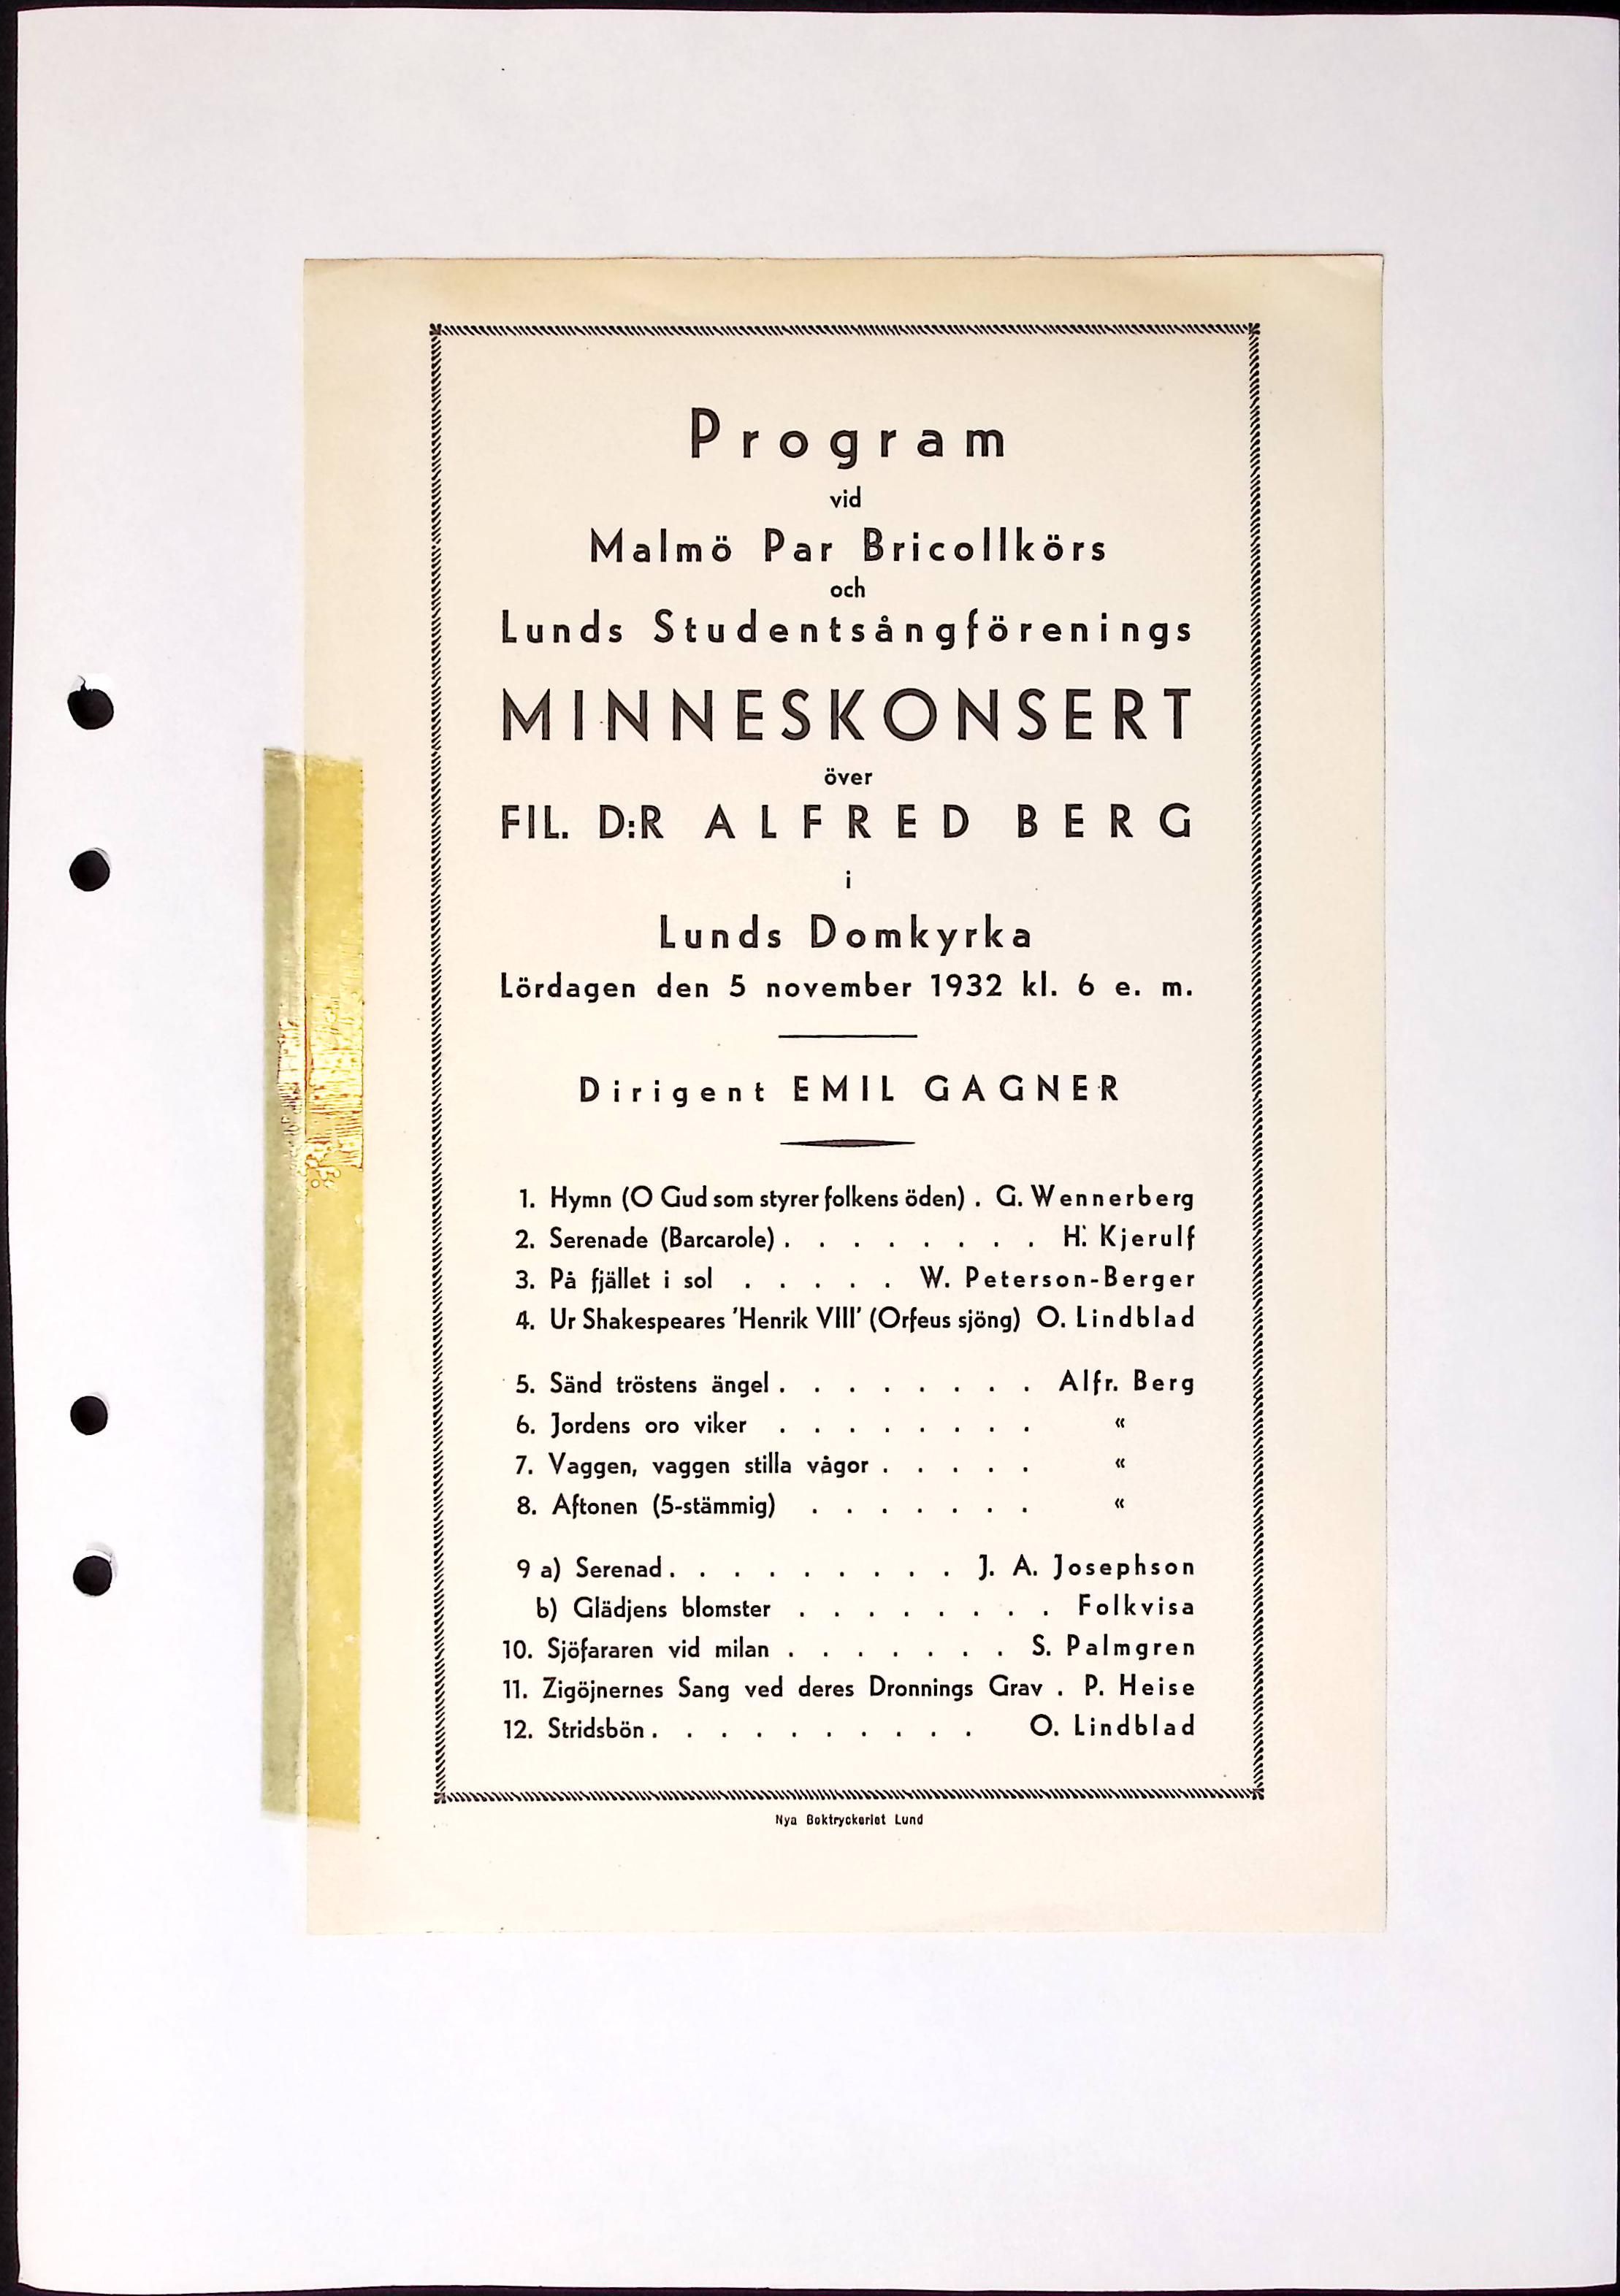 Program
vid
Malmö Par Bricollkörs
och
Lunds Studentsångförenings
MINNESKONSERT
över
FIL. D:R ALFRED BERG
i
Lunds Domkyrka
Lördagen den 5 november 1932 kl. 6 e. m.
Dirigent EMIL GAGNER
1. Hymn (O Gud som styrer folkens öden) . G. Wennerberg
2. Serenade (Barcarole) . . . . . . . . H. Kjerulf
3. På fjället i sol . . . . . W. Peterson-Berger
4. Ur Shakespeares 'Henrik VIII' (Orfeus sjöng) O. Lindblad
5. Sänd tröstens ängel . . . . . . . . Alfr. Berg
6. Jordens oro viker . . . . . . . . «
7. Vaggen, vaggen stilla vågor . . . . . «
8. Aftonen (5-stämmig) . . . . . . . «
9 a) Serenad . . . . . . . . . J. A. Josephson
b) Glädjens blomster . . . . . . . . Folkvisa
10. Sjöfararen vid milan . . . . . . . S. Palmgren
11. Zigöjnernes Sang ved deres Dronnings Grav . P. Heise
12. Stridsbön . . . . . . . . . . O. Lindblad
Nya Boktryckeriet Lund